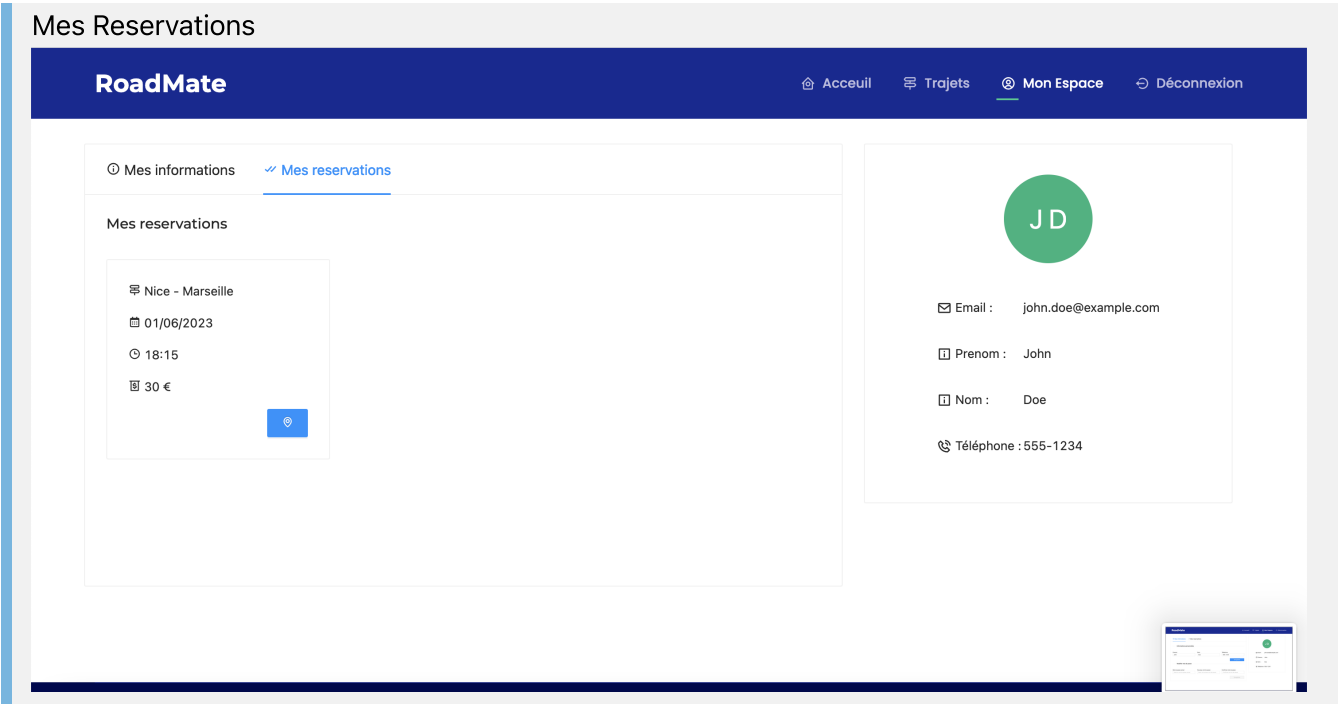 Mes Reservations
RoadMate
Acceuil
Trajets
Mon Espace
Déconnexion
Mes informations
Mes reservations
Mes reservations
Nice - Marseille
01/06/2023
18:15
30 €
J D
Email : john.doe@example.com
Prenom : John
Nom : Doe
Téléphone : 555-1234